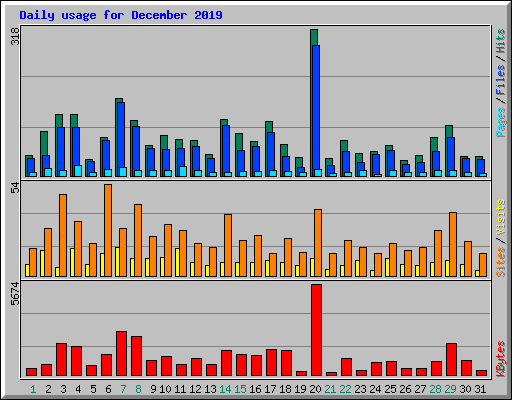 Daily usage for December 2019
318
Pages / Files / Hits
54
Sites / Visits
5674
KBytes
1 2 3 4 5 6 7 8 9 10 11 12 13 14 15 16 17 18 19 20 21 22 23 24 25 26 27 28 29 30 31